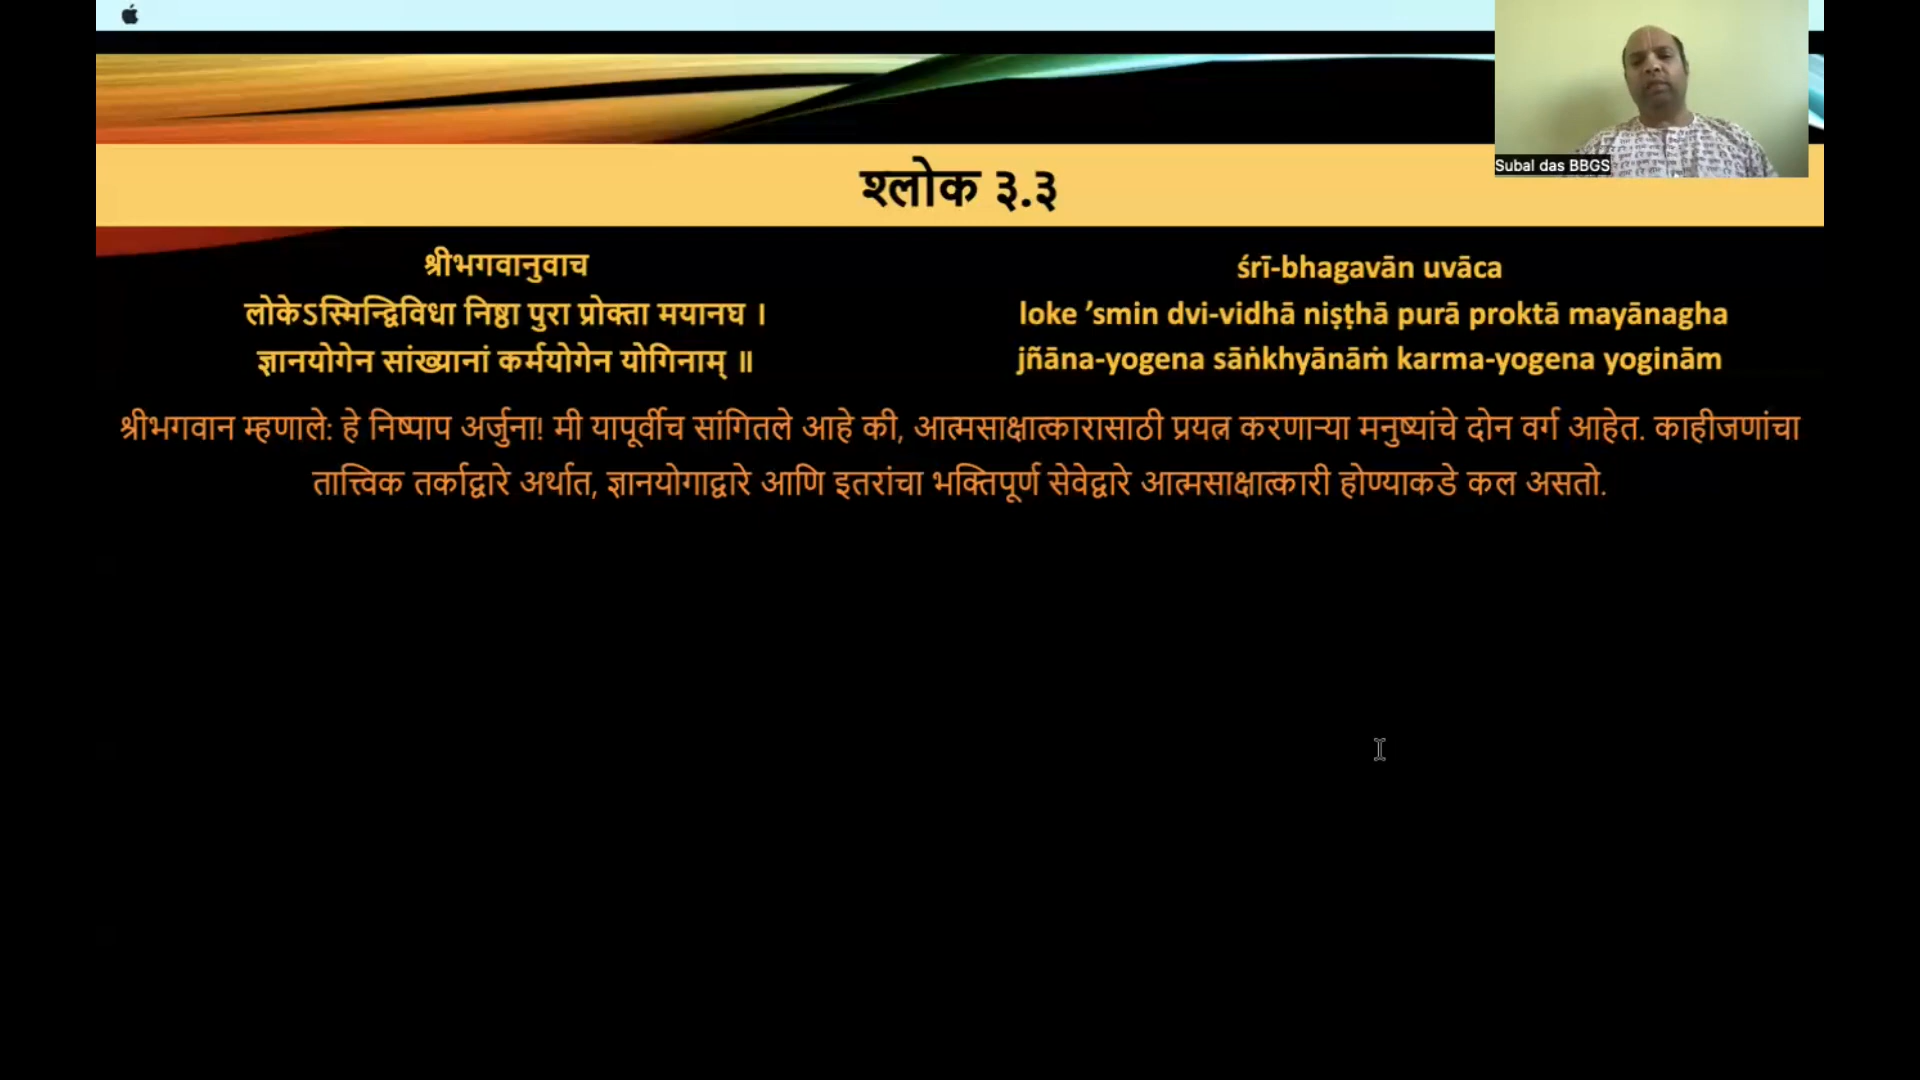 श्लोक ३.३
Subal das BBGS
श्रीभगवानुवाच
लोकेऽस्मिन्द्विविधा निष्ठा पुरा प्रोक्ता मयानघ ।
ज्ञानयोगेन सांख्यानां कर्मयोगेन योगिनाम् ॥
śrī-bhagavān uvāca
loke ’smin dvi-vidhā niṣṭhā purā proktā mayānagha
jñāna-yogena sāṅkhyānāṁ karma-yogena yoginām
श्रीभगवान म्हणाले: हे निष्पाप अर्जुना! मी यापूर्वीच सांगितले आहे की, आत्मसाक्षात्कारासाठी प्रयत्न करणाऱ्या मनुष्यांचे दोन वर्ग आहेत. काहीजणांचा
तात्त्विक तर्काद्वारे अर्थात, ज्ञानयोगाद्वारे आणि इतरांचा भक्तिपूर्ण सेवेद्वारे आत्मसाक्षात्कारी होण्याकडे कल असतो.